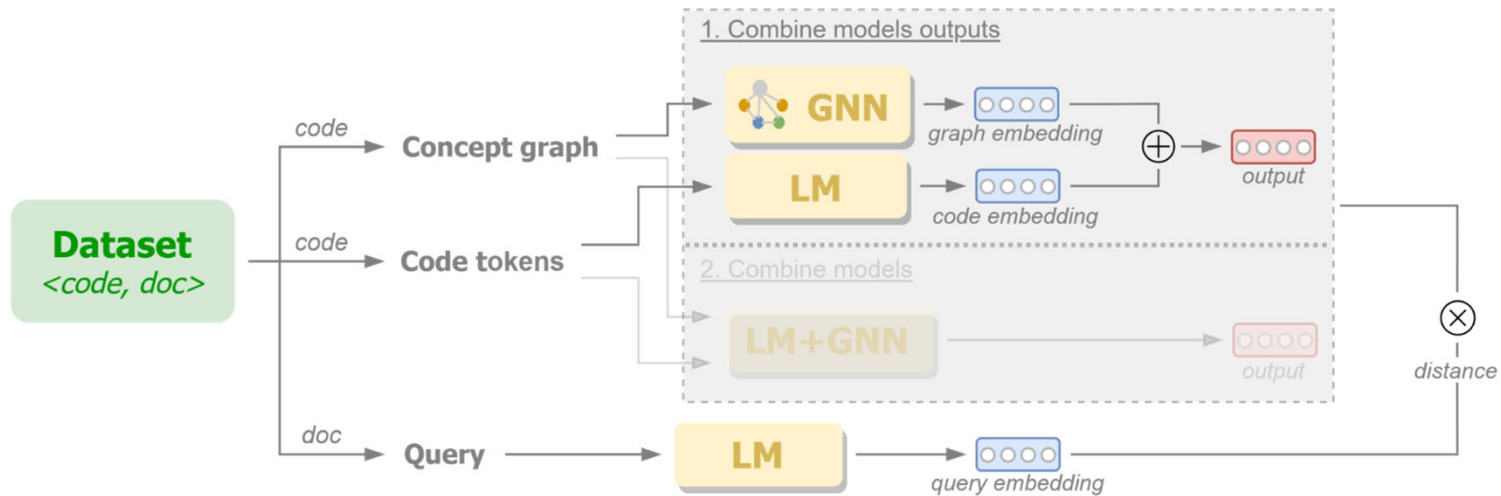 1. Combine models outputs
GNN
graph embedding
code
Concept graph
output
LM
code embedding
Dataset
<code, doc>
code
Code tokens
2. Combine models
LM+GNN
output
distance
doc
Query
LM
query embedding